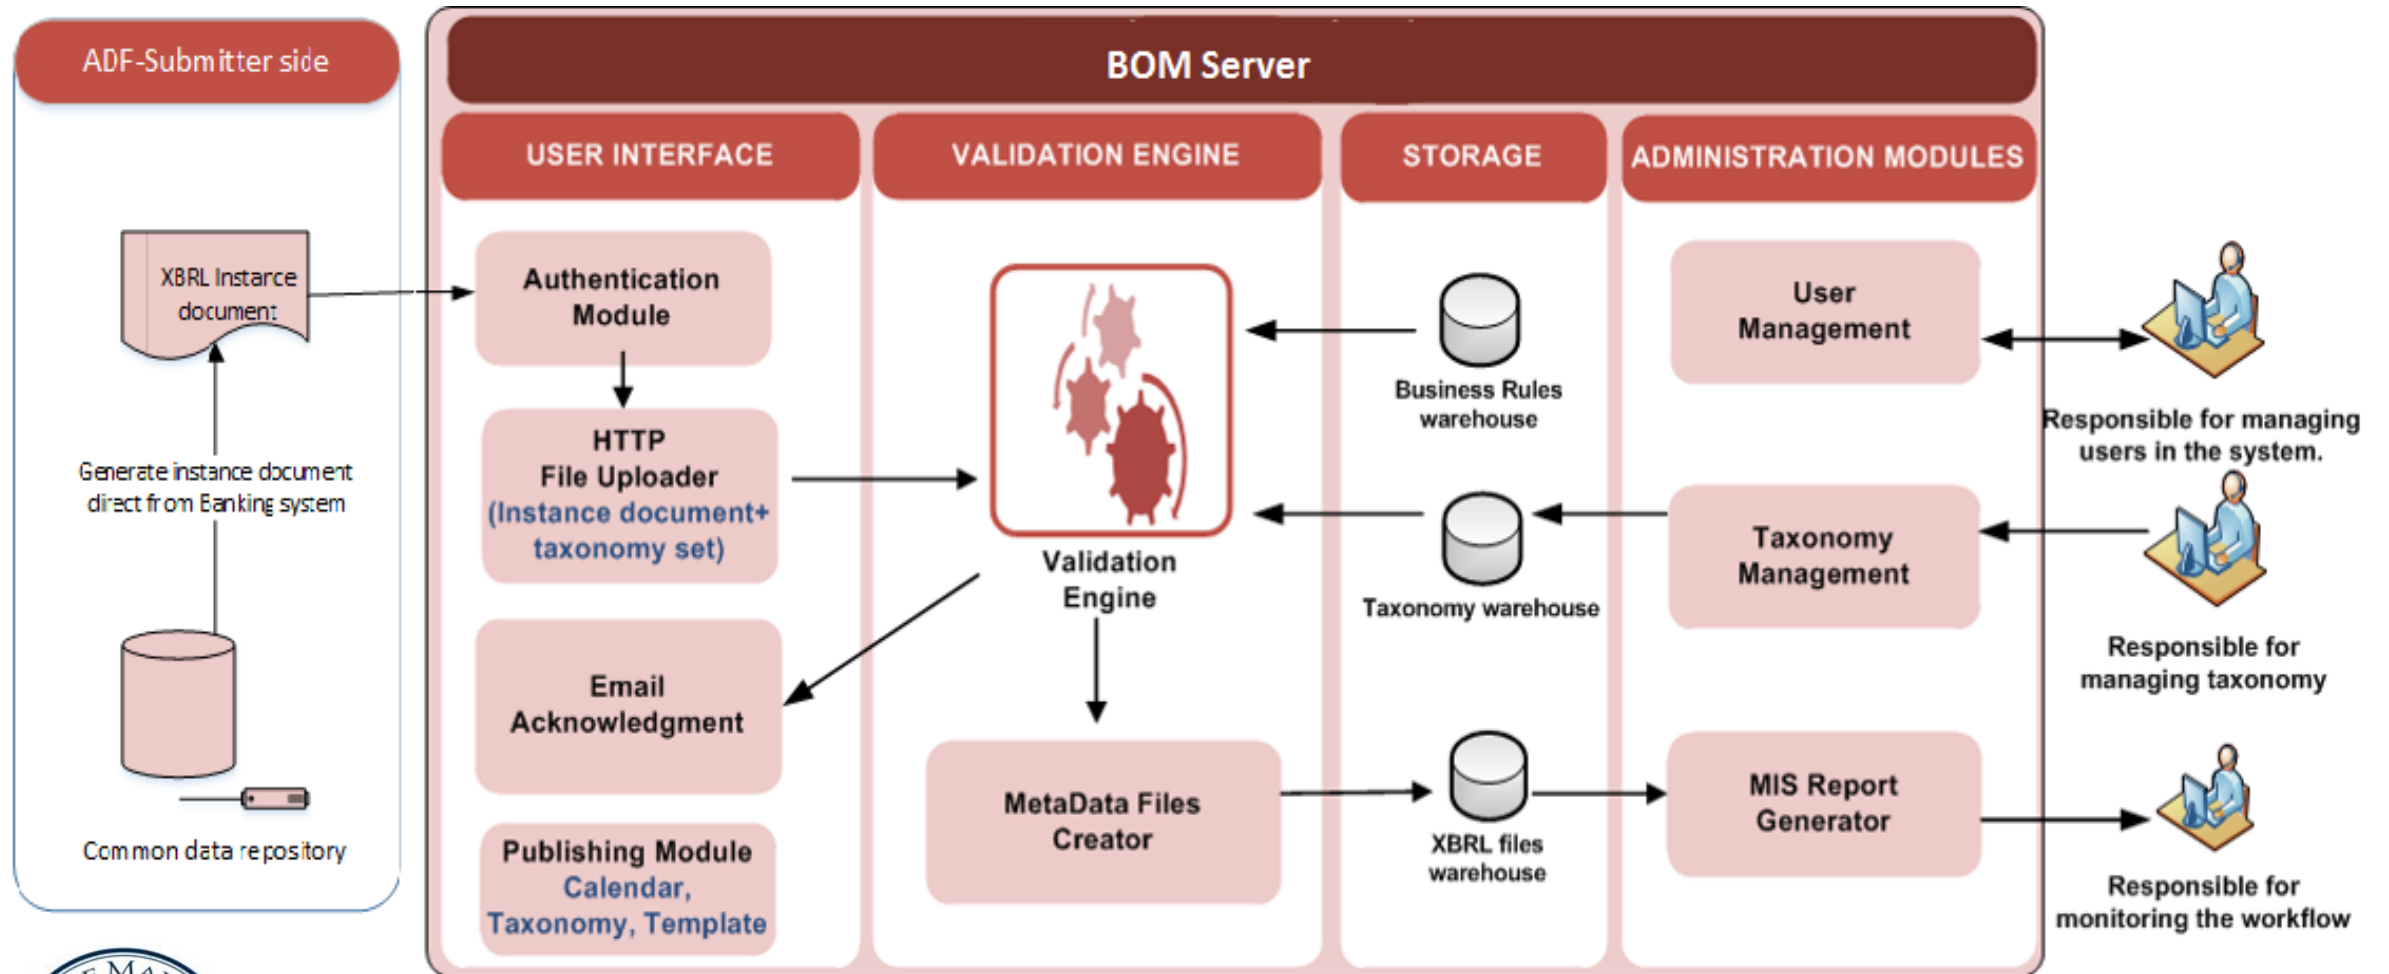 ADF-Submitter side
XBRL Instance
document
Generate instance document
direct from Banking system
Common data repository
BOM Server
USER INTERFACE
Authentication
Module
HTTP
File Uploader
(Instance document+
taxonomy set)
Email
Acknowledgment
Publishing Module
Calendar,
Taxonomy, Template
VALIDATION ENGINE
Validation
Engine
MetaData Files
Creator
STORAGE
Business Rules
warehouse
Taxonomy warehouse
XBRL files
warehouse
ADMINISTRATION MODULES
User
Management
Taxonomy
Management
MIS Report
Generator
Responsible for managing
users in the system.
Responsible for
managing taxonomy
Responsible for
monitoring the workflow